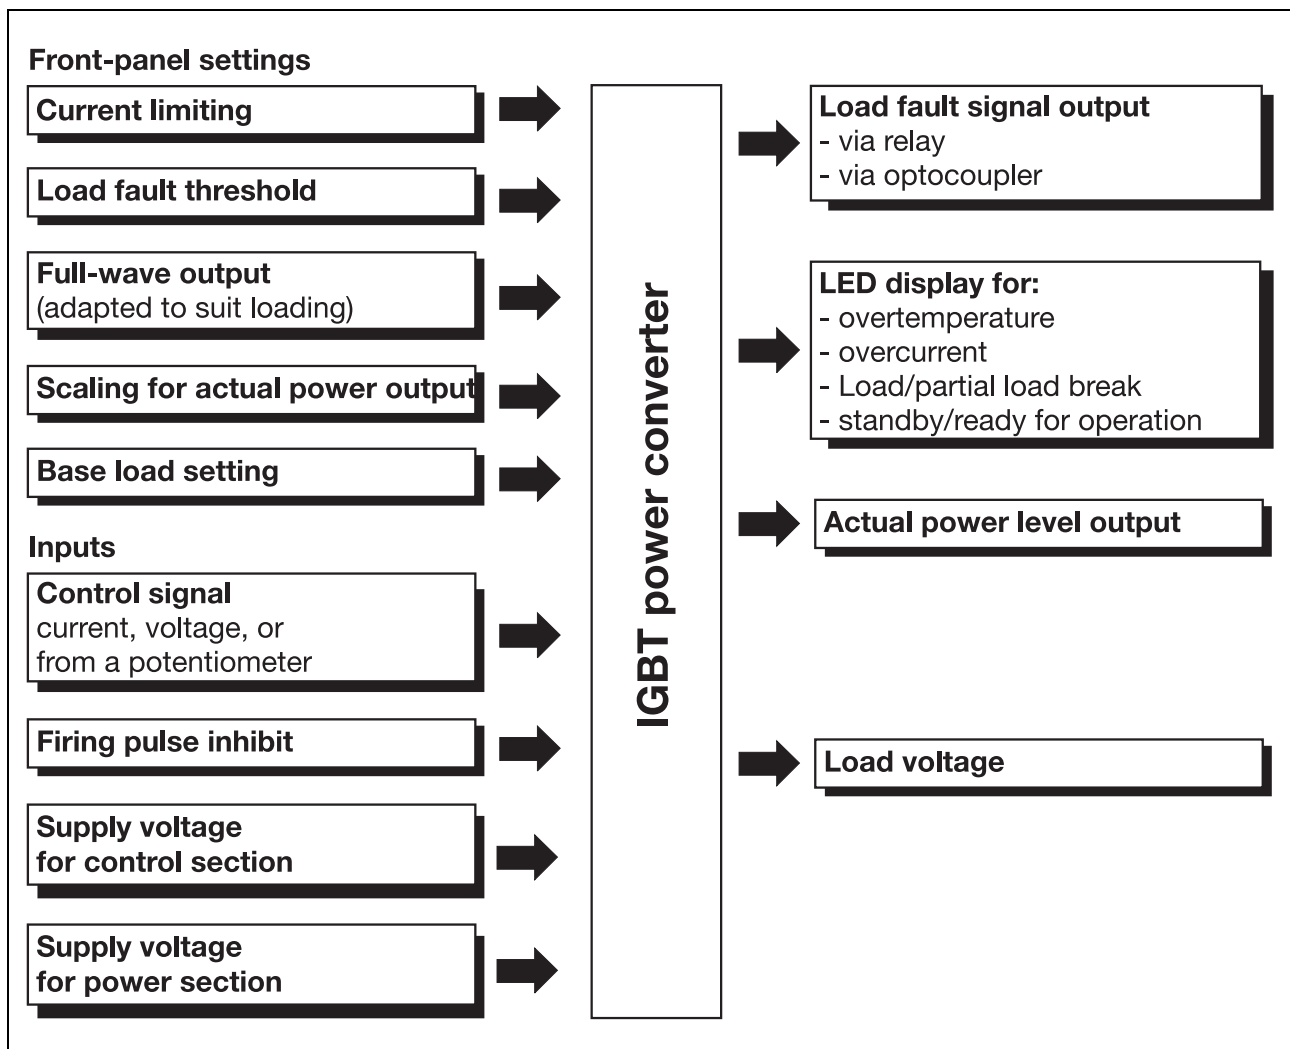 Front-panel settings
Current limiting
Load fault threshold
Full-wave output
(adapted to suit loading)
Scaling for actual power output
Base load setting
Inputs
Control signal
current, voltage, or
from a potentiometer
Firing pulse inhibit
Supply voltage
for control section
Supply voltage
for power section
IGBT power converter
Load fault signal output
- via relay
- via optocoupler
LED display for:
- overtemperature
- overcurrent
- Load/partial load break
- standby/ready for operation
Actual power level output
Load voltage